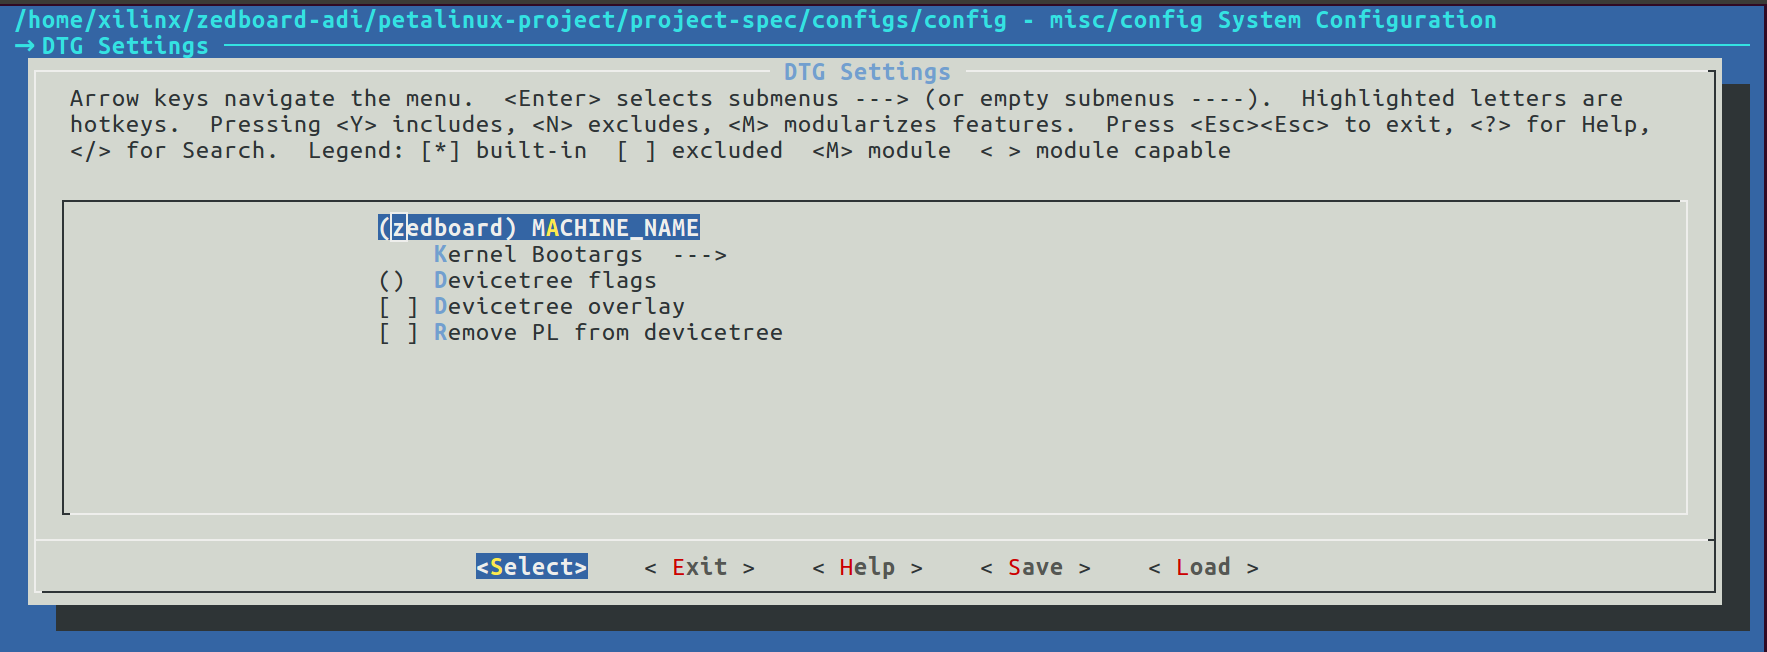 /home/xilinx/zedboard-adi/petalinux-project/project-spec/configs/config - misc/config System Configuration
→ DTG Settings
DTG Settings
Arrow keys navigate the menu.  <Enter> selects submenus ---> (or empty submenus ----).  Highlighted letters are
hotkeys.  Pressing <Y> includes, <N> excludes, <M> modularizes features.  Press <Esc><Esc> to exit, <?> for Help,
</> for Search.  Legend: [*] built-in  [ ] excluded  <M> module  < > module capable
(zedboard) MACHINE_NAME
Kernel Bootargs  --->
()  Devicetree flags
[ ] Devicetree overlay
[ ] Remove PL from devicetree
<Select>    < Exit >    < Help >    < Save >    < Load >